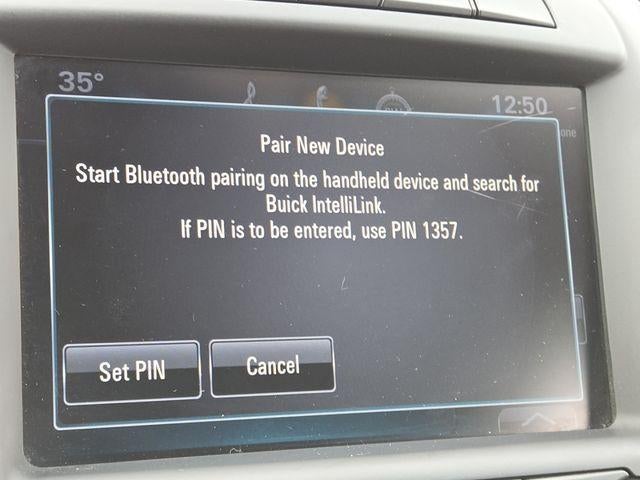 35°
12:50
one
Pair New Device
Start Bluetooth pairing on the handheld device and search for
Buick IntelliLink.
If PIN is to be entered, use PIN 1357.
Set PIN
Cancel